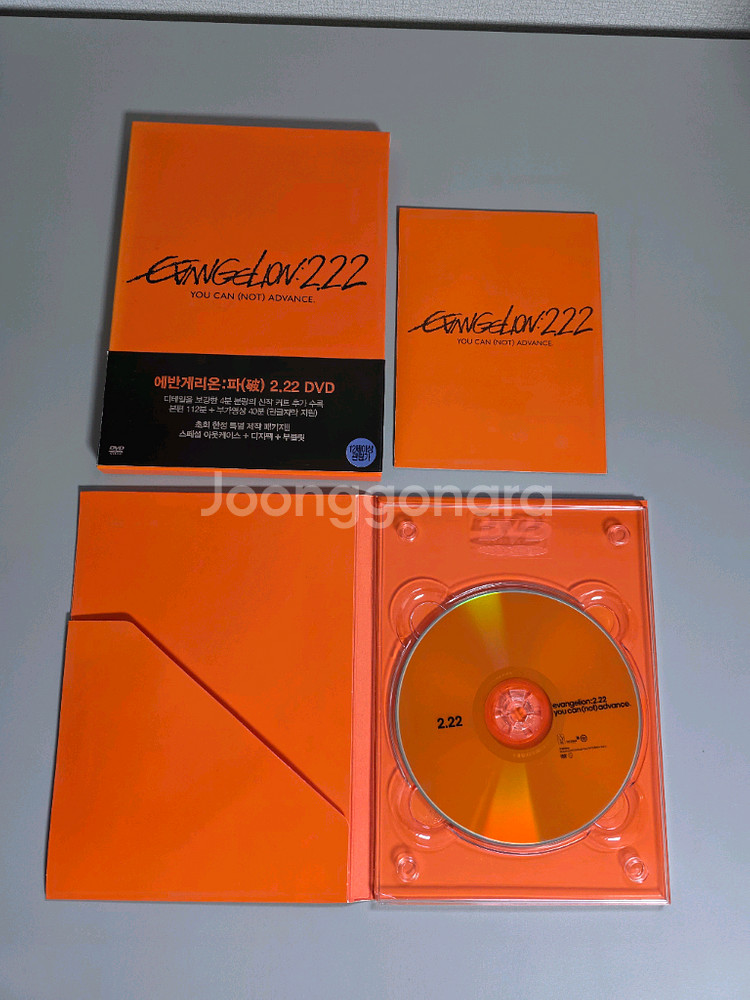 EVANGELION:2.22
YOU CAN (NOT) ADVANCE.
에반게리온:파(破) 2.22 DVD
디테일을 보강한 4분 분량의 신작 커트 추가 수록
본편 112분 + 부가영상 40분 (한글자막 지원)
초회 한정 특별 제작 패키지
스페셜 아웃케이스 + 디지팩 + 부클릿
DVD
12세이상
관람가
EVANGELION:2.22
YOU CAN (NOT) ADVANCE.
Joonggonara
DVD
2.22
evangelion:2.22
you can (not) advance.